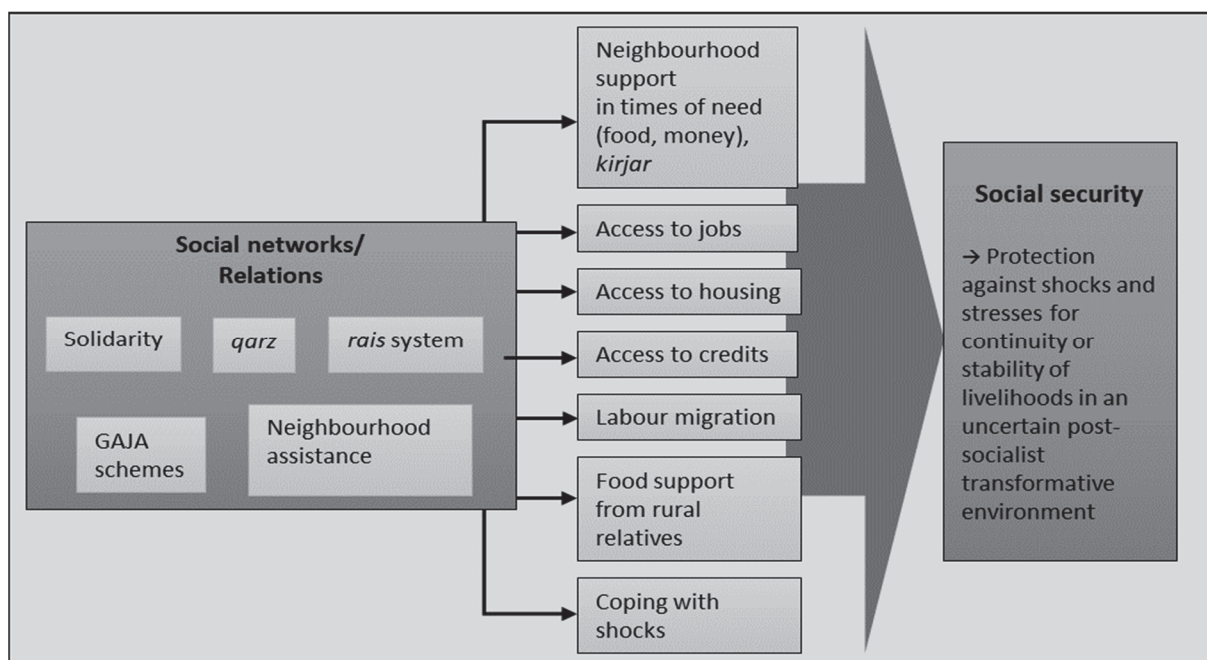 Social networks/
Relations
Solidarity
qarz
rais system
GAJA
schemes
Neighbourhood
assistance
Neighbourhood
support
in times of need
(food, money),
kirjar
Access to jobs
Access to housing
Access to credits
Labour migration
Food support
from rural
relatives
Coping with
shocks
Social security
→ Protection
against shocks and
stresses for
continuity or
stability of
livelihoods in an
uncertain post-
socialist
transformative
environment